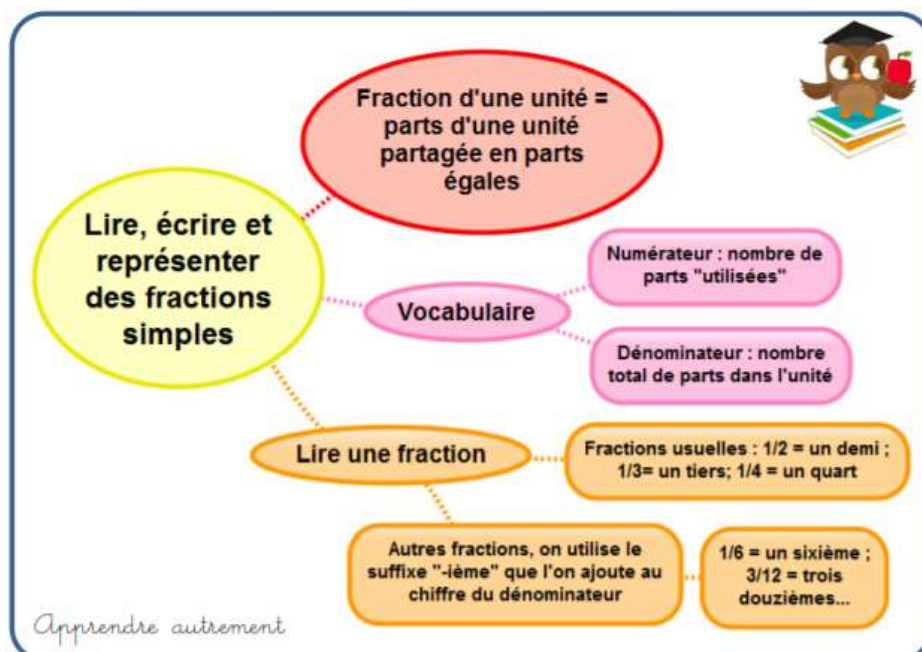 Fraction d'une unité =
parts d'une unité
partagée en parts
égales
Lire, écrire et
représenter
des fractions
simples
Vocabulaire
Numérateur : nombre de
parts "utilisées"
Dénominateur : nombre
total de parts dans l'unité
Lire une fraction
Fractions usuelles : 1/2 = un demi ;
1/3= un tiers; 1/4 = un quart
Autres fractions, on utilise le
suffixe "-ième" que l'on ajoute au
chiffre du dénominateur
1/6 = un sixième ;
3/12 = trois
douzièmes...
Apprendre autrement